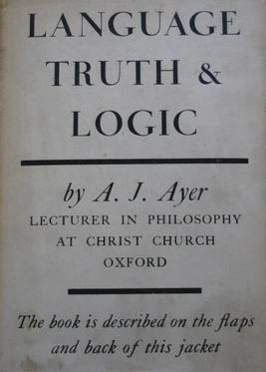 LANGUAGE
TRUTH &
LOGIC
by A. J. Ayer
LECTURER IN PHILOSOPHY
AT CHRIST CHURCH
OXFORD
The book is described on the flaps
and back of this jacket